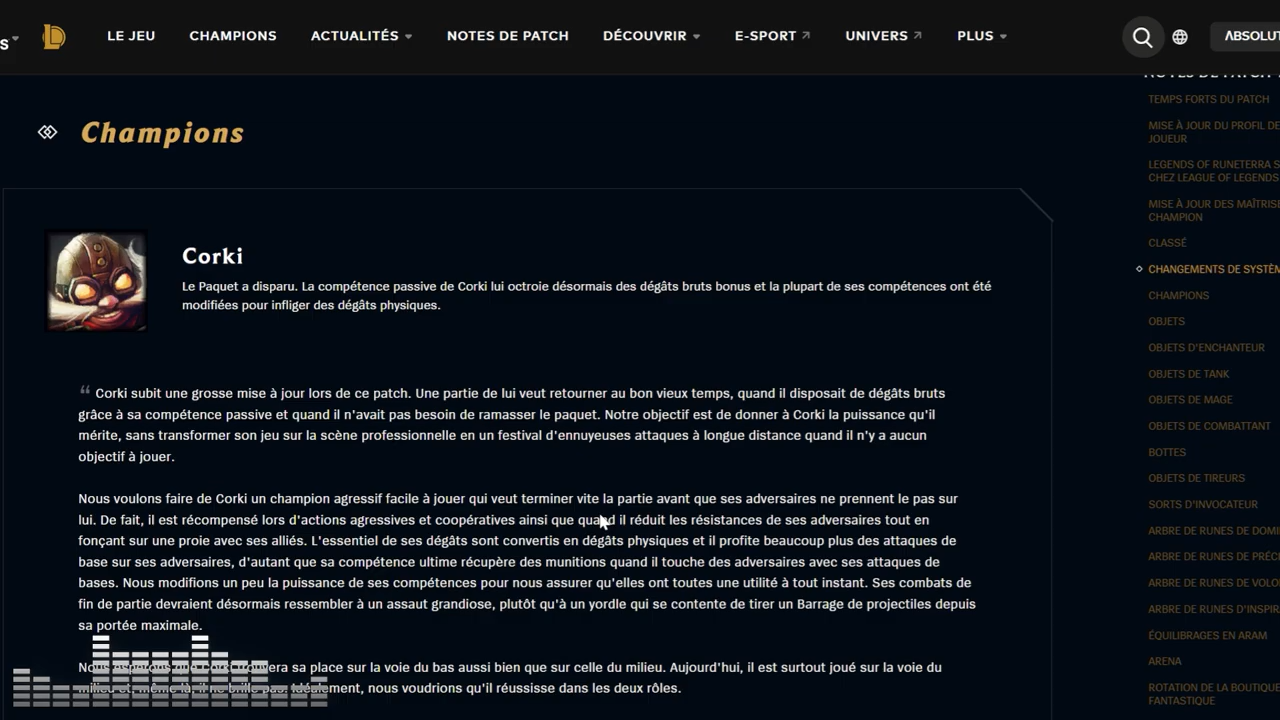 S
LE JEU CHAMPIONS ACTUALITÉS NOTES DE PATCH DÉCOUVRIR E-SPORT UNIVERS PLUS ABSOLUT
Champions
Corki
Le Paquet a disparu. La compétence passive de Corki lui octroie désormais des dégâts bruts bonus et la plupart de ses compétences ont été
modifiées pour infliger des dégâts physiques.
“ Corki subit une grosse mise à jour lors de ce patch. Une partie de lui veut retourner au bon vieux temps, quand il disposait de dégâts bruts
grâce à sa compétence passive et quand il n'avait pas besoin de ramasser le paquet. Notre objectif est de donner à Corki la puissance qu'il
mérite, sans transformer son jeu sur la scène professionnelle en un festival d'ennuyeuses attaques à longue distance quand il n'y a aucun
objectif à jouer.
Nous voulons faire de Corki un champion agressif facile à jouer qui veut terminer vite la partie avant que ses adversaires ne prennent le pas sur
lui. De fait, il est récompensé lors d'actions agressives et coopératives ainsi que quand il réduit les résistances de ses adversaires tout en
fonçant sur une proie avec ses alliés. L'essentiel de ses dégâts sont convertis en dégâts physiques et il profite beaucoup plus des attaques de
base sur ses adversaires, d'autant que sa compétence ultime récupère des munitions quand il touche des adversaires avec ses attaques de
bases. Nous modifions un peu la puissance de ses compétences pour nous assurer qu'elles ont toutes une utilité à tout instant. Ses combats de
fin de partie devraient désormais ressembler à un assaut grandiose, plutôt qu'à un yordle qui se contente de tirer un Barrage de projectiles depuis
sa portée maximale.
Nous espérons que Corki trouvera sa place sur la voie du bas aussi bien que sur celle du milieu. Aujourd'hui, il est surtout joué sur la voie du
milieu et, même là, il ne brille pas. Idéalement, nous voudrions qu'il réussisse dans les deux rôles.
NOTES DE PATCH
TEMPS FORTS DU PATCH
MISE À JOUR DU PROFIL DE
JOUEUR
LEGENDS OF RUNETERRA S
CHEZ LEAGUE OF LEGENDS
MISE À JOUR DES MAÎTRISE
CHAMPION
CLASSÉ
CHANGEMENTS DE SYSTÈM
CHAMPIONS
OBJETS
OBJETS D'ENCHANTEUR
OBJETS DE TANK
OBJETS DE MAGE
OBJETS DE COMBATTANT
BOTTES
OBJETS DE TIREURS
SORTS D'INVOCATEUR
ARBRE DE RUNES DE DOMI
ARBRE DE RUNES DE PRÉC
ARBRE DE RUNES DE VOLO
ARBRE DE RUNES D'INSPIR
ÉQUILIBRAGES EN ARAM
ARENA
ROTATION DE LA BOUTIQUE
FANTASTIQUE